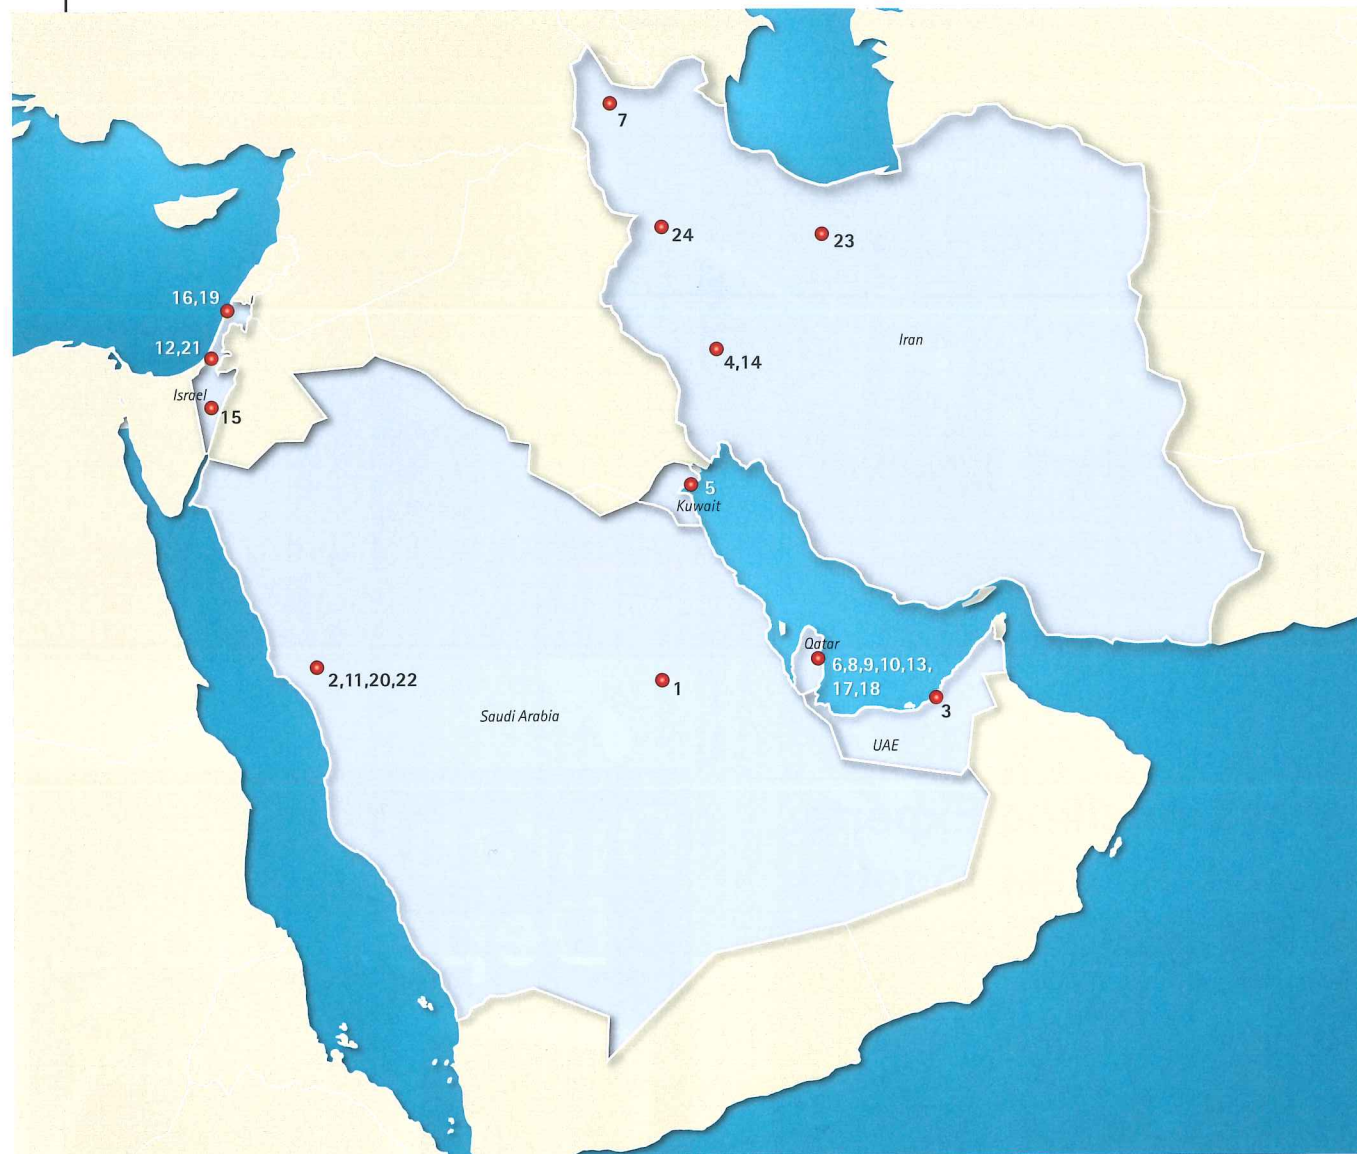 7
24
23
16,19
Iran
12,21
4,14
Israel
15
5
Kuwait
Qatar
6,8,9,10,13,
17,18
2,11,20,22
1
3
Saudi Arabia
UAE